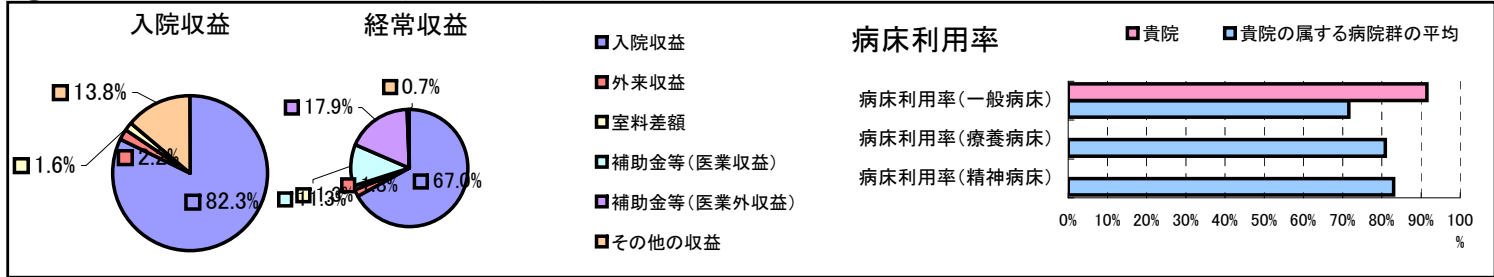 入院収益
13.8%
1.6%
2.2%
82.3%
経常収益
0.7%
17.9%
11.3%
1.3%
1.8%
67.0%
入院収益
外来収益
室料差額
補助金等(医業収益)
補助金等(医業外収益)
その他の収益
病床利用率
貴院
貴院の属する病院群の平均
病床利用率(一般病床)
病床利用率(療養病床)
病床利用率(精神病床)
0% 10% 20% 30% 40% 50% 60% 70% 80% 90% 100
%